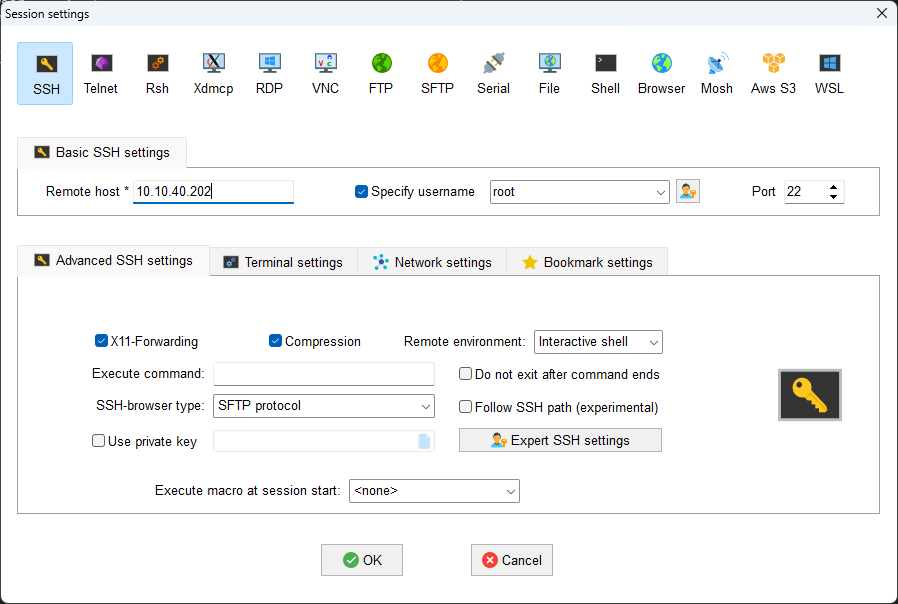 Session settings
SSH Telnet Rsh Xdmcp RDP VNC FTP SFTP Serial File Shell Browser Mosh Aws S3 WSL
Basic SSH settings
Remote host * 10.10.40.202 Specify username root Port 22
Advanced SSH settings Terminal settings Network settings Bookmark settings
X11-Forwarding Compression Remote environment: Interactive shell
Execute command: Do not exit after command ends
SSH-browser type: SFTP protocol Follow SSH path (experimental)
Use private key Expert SSH settings
Execute macro at session start: <none>
OK Cancel